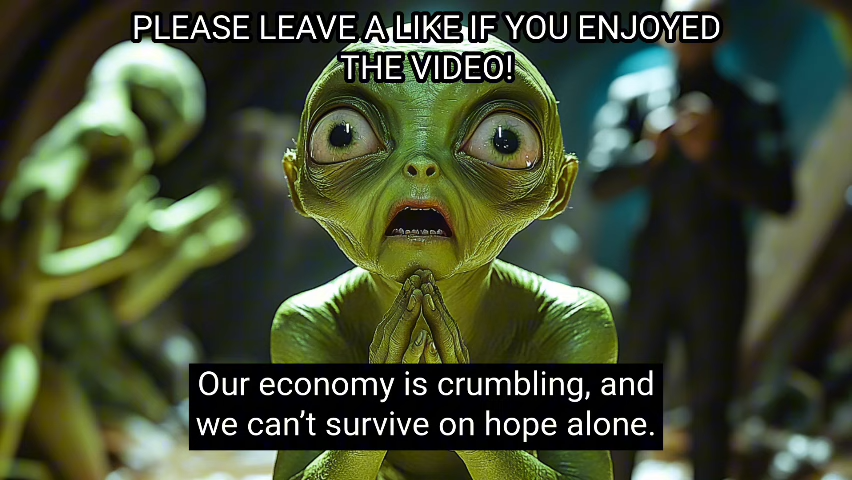 PLEASE LEAVE A LIKE IF YOU ENJOYED
THE VIDEO!
Our economy is crumbling, and
we can’t survive on hope alone.